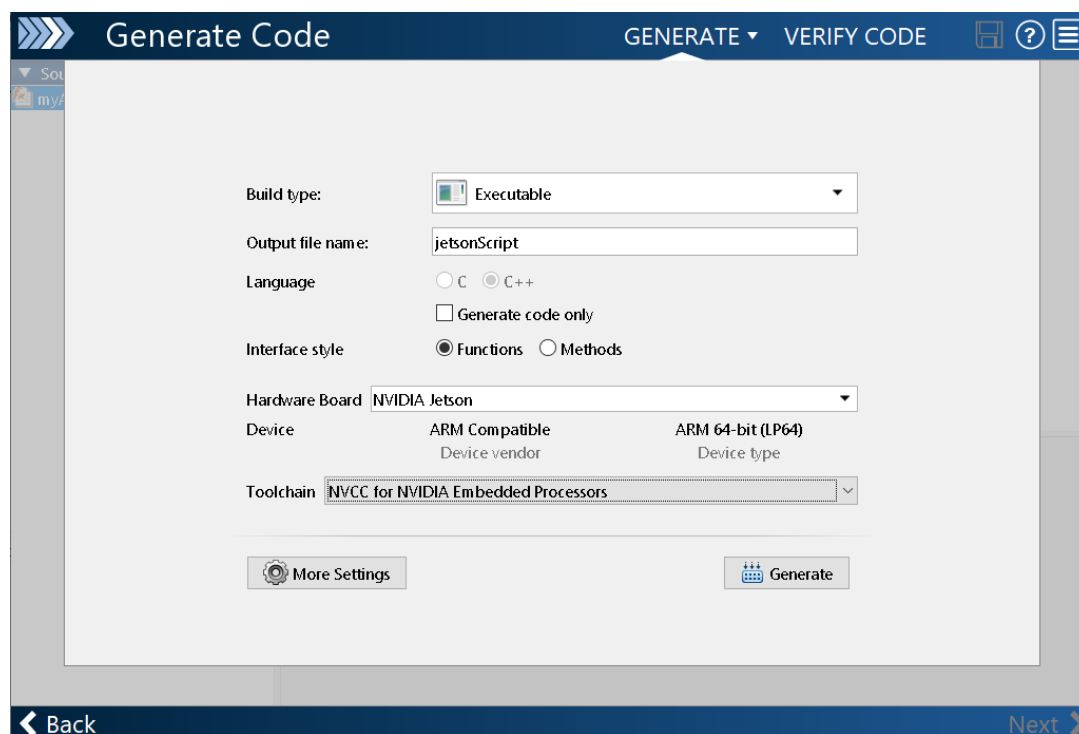 Generate Code GENERATE VERIFY CODE
Build type: Executable
Output file name: jetsonScript
Language C C++
Generate code only
Interface style Functions Methods
Hardware Board NVIDIA Jetson
Device ARM Compatible ARM 64-bit (LP64)
Device vendor Device type
Toolchain NVCC for NVIDIA Embedded Processors
More Settings Generate
Back Next